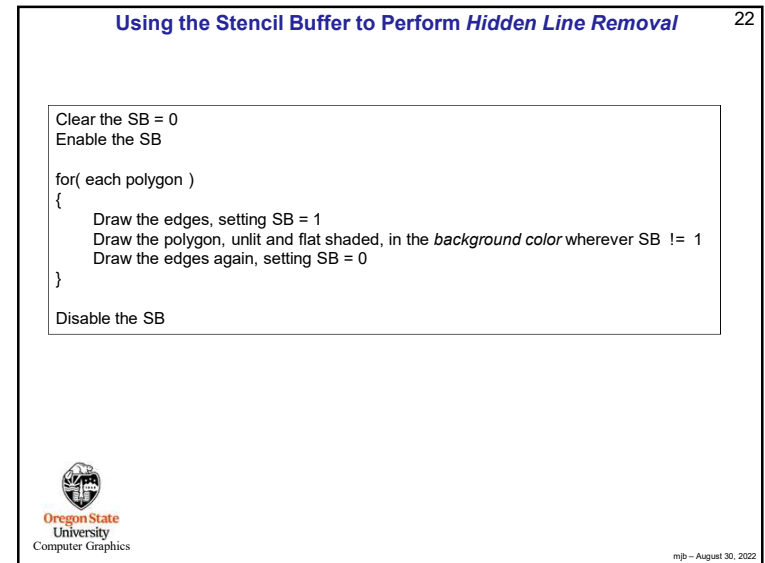 Using the Stencil Buffer to Perform Hidden Line Removal
22
Clear the SB = 0
Enable the SB
for( each polygon )
{
Draw the edges, setting SB = 1
Draw the polygon, unlit and flat shaded, in the background color wherever SB != 1
Draw the edges again, setting SB = 0
}
Disable the SB
Oregon State
University
Computer Graphics
mjb – August 30, 2022